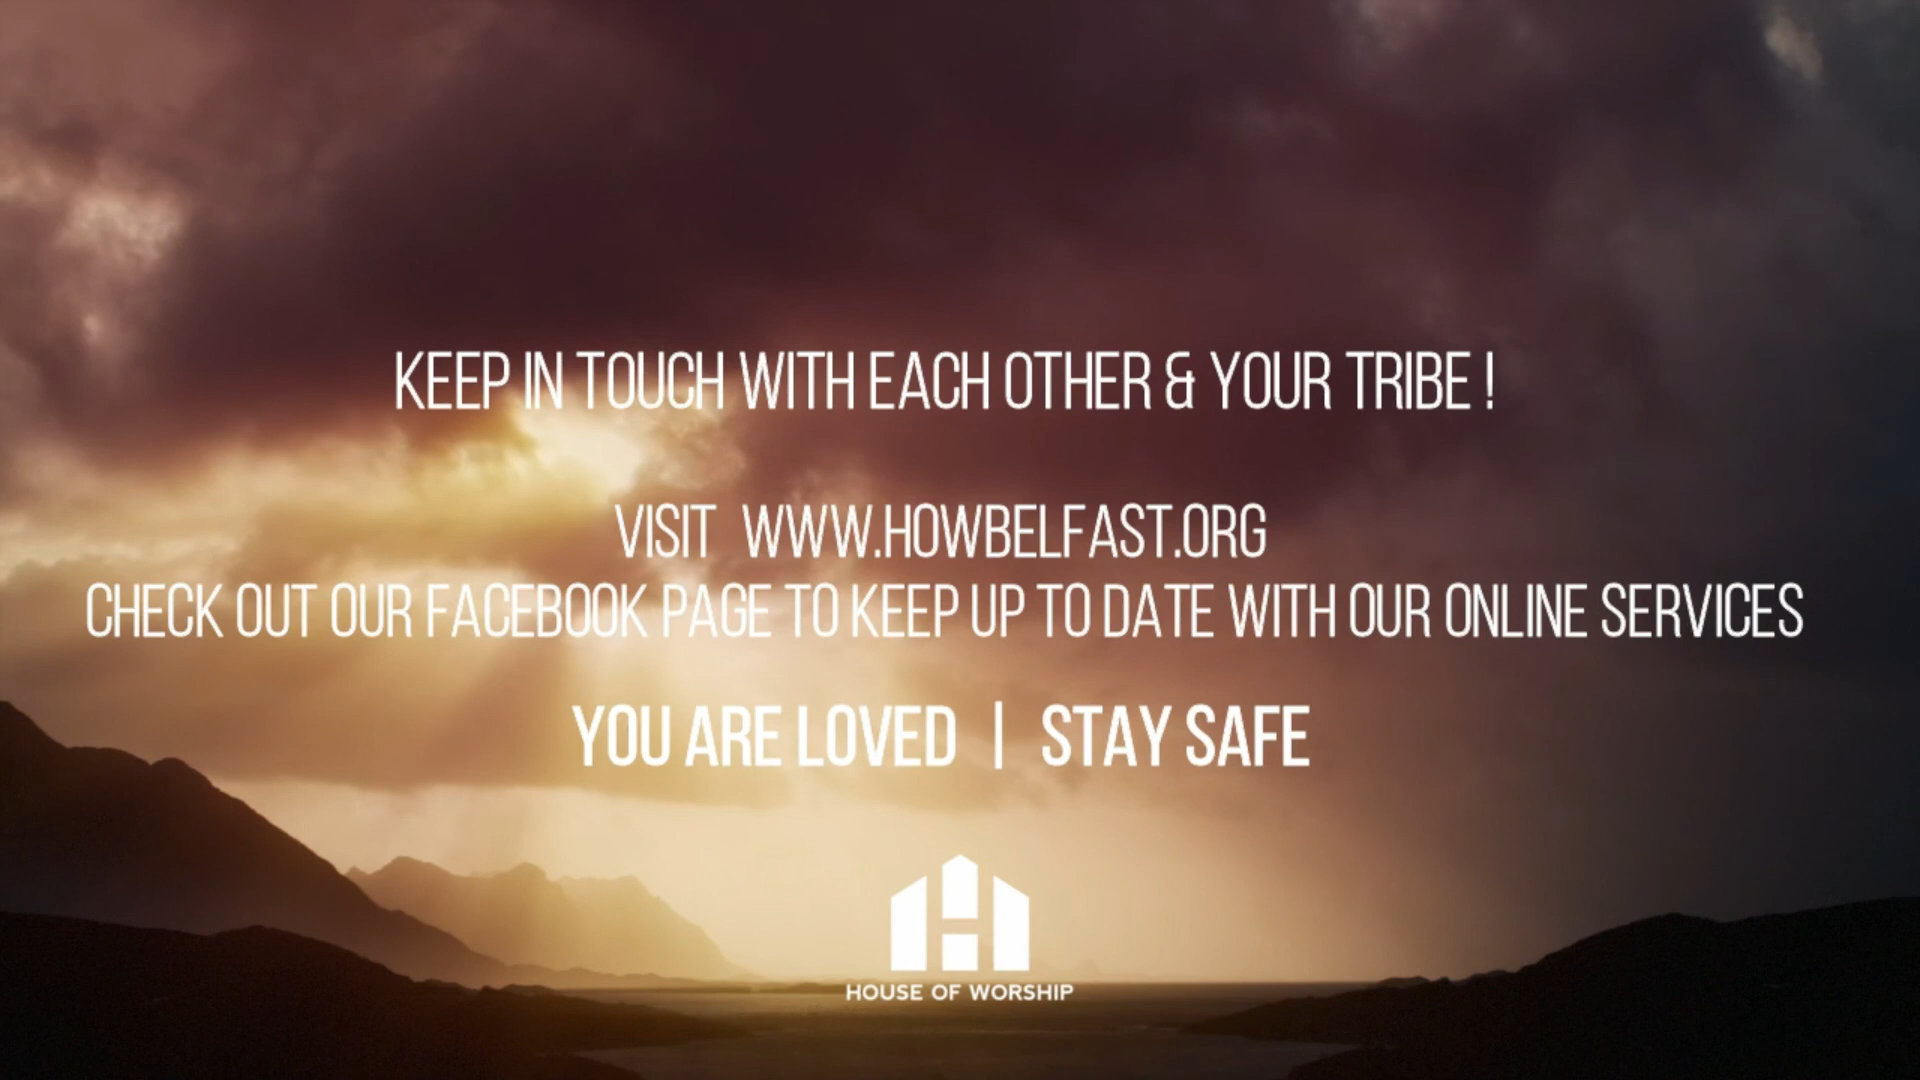 KEEP IN TOUCH WITH EACH OTHER & YOUR TRIBE !
VISIT WWW.HOWBELFAST.ORG
CHECK OUT OUR FACEBOOK PAGE TO KEEP UP TO DATE WITH OUR ONLINE SERVICES
YOU ARE LOVED | STAY SAFE
HOUSE OF WORSHIP